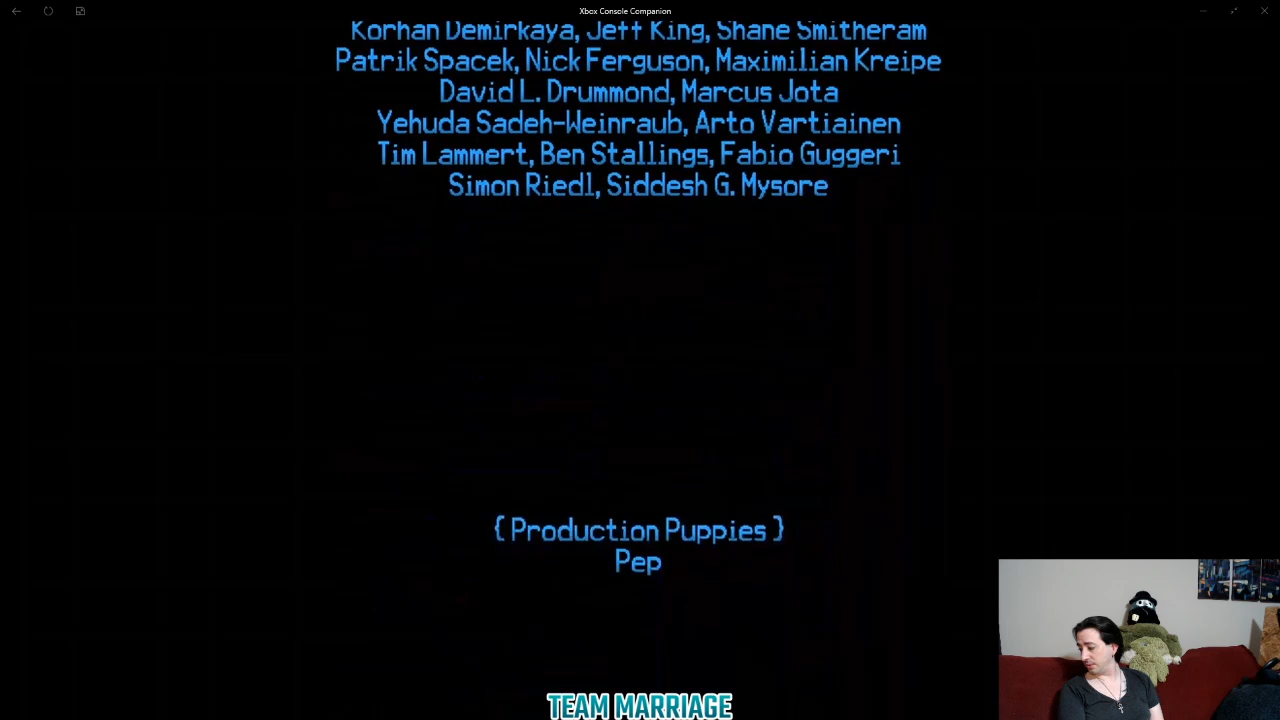 Xbox Console Companion
Korhan Demirkaya, Jeff King, Shane Smitheram
Patrik Spacek, Nick Ferguson, Maximilian Kreipe
David L. Drummond, Marcus Jota
Yehuda Sadeh-Weinraub, Arto Vartiainen
Tim Lammert, Ben Stallings, Fabio Guggeri
Simon Riedl, Siddesh G. Mysore
{ Production Puppies }
Pep
TEAM MARRIAGE